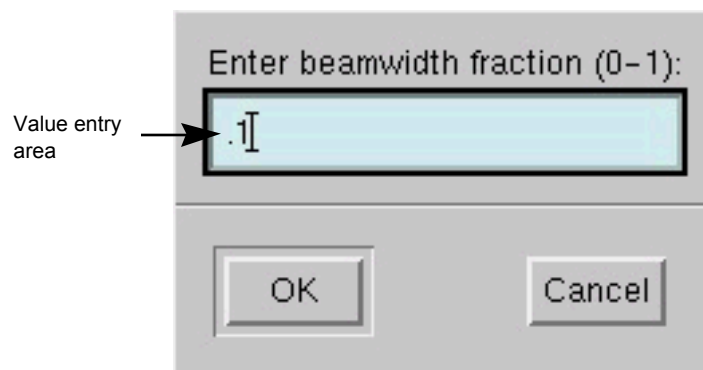 Enter beamwidth fraction (0-1):
Value entry
area
.1
OK
Cancel